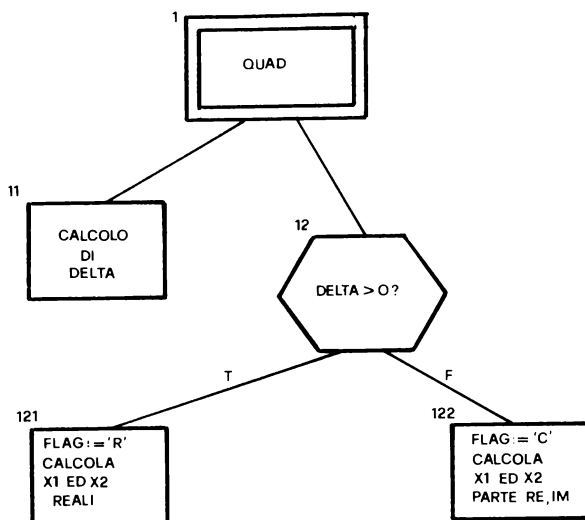 1
QUAD
11
CALCOLO
DI
DELTA
12
DELTA > O?
T
F
121
FLAG:='R'
CALCOLA
X1 ED X2
REALI
122
FLAG:='C'
CALCOLA
X1 ED X2
PARTE RE, IM